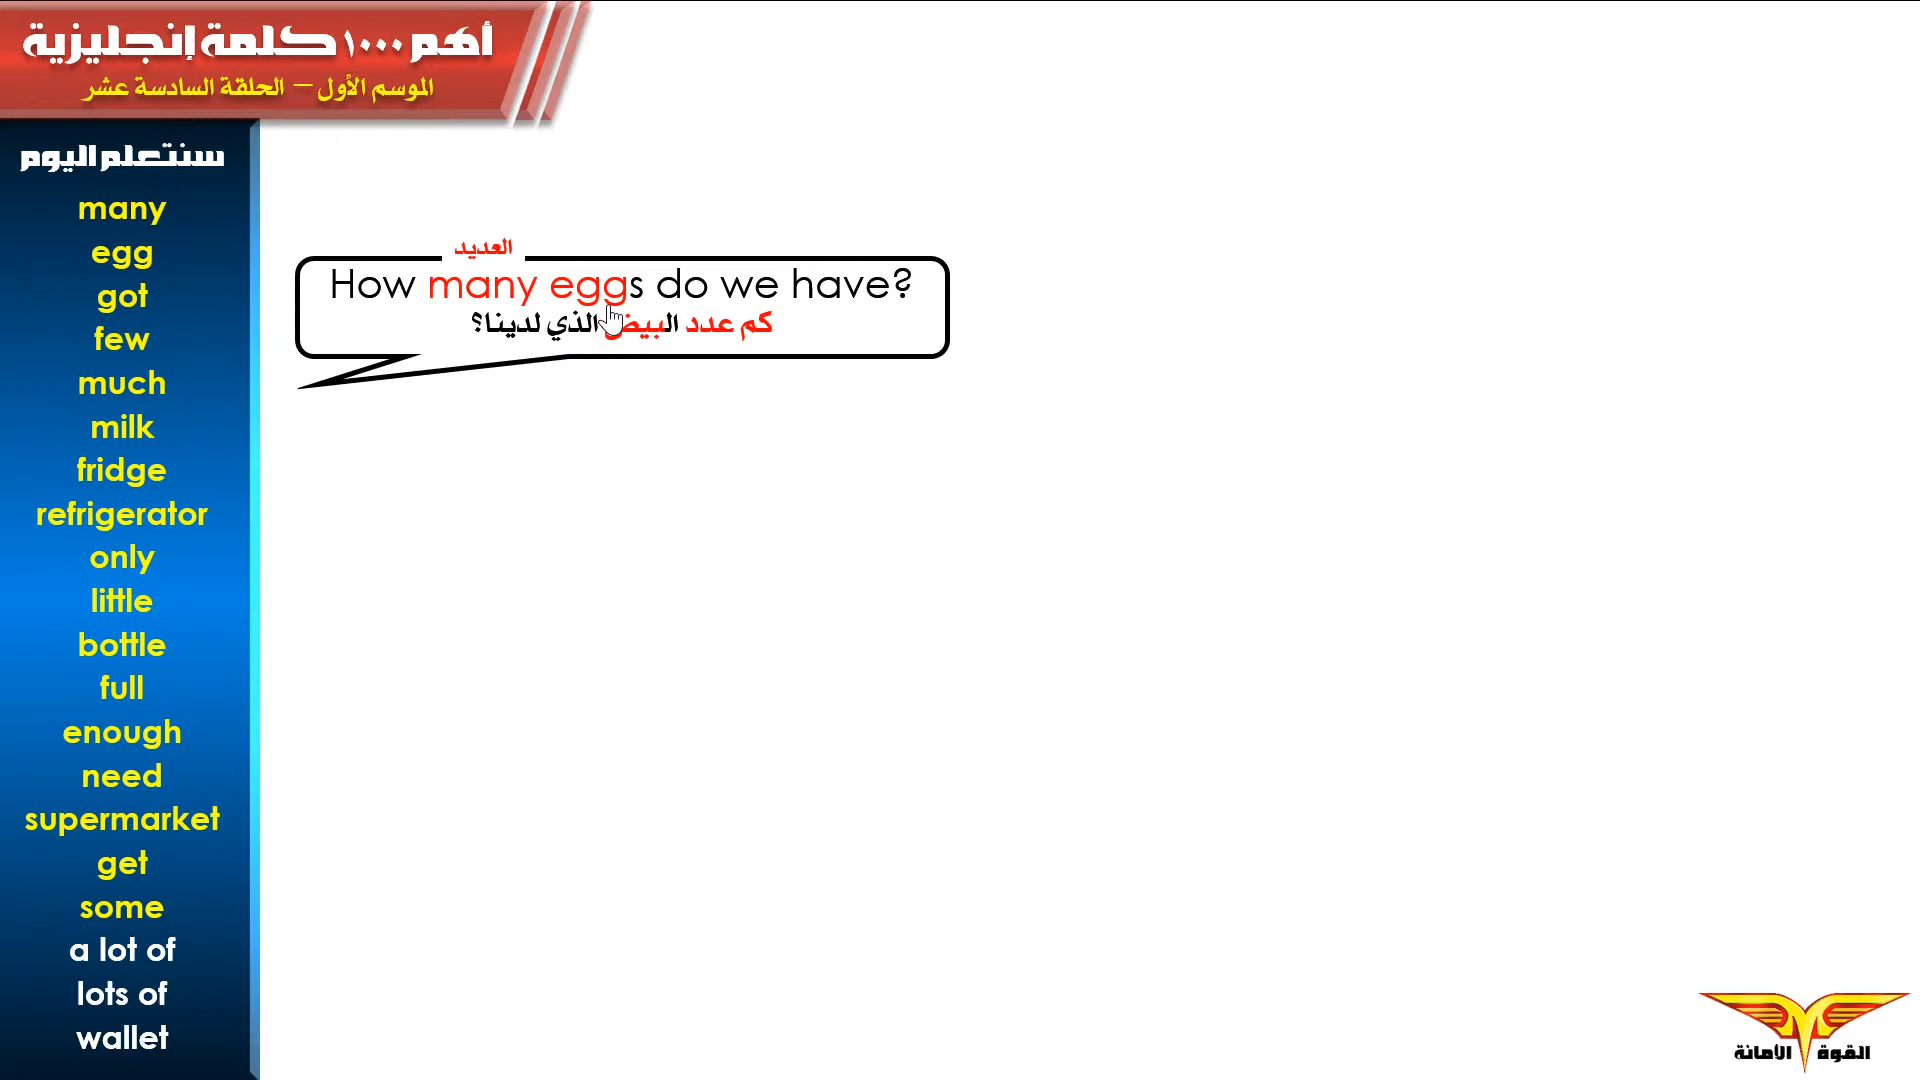 أهم ١٠٠٠ كلمة إنجليزية
الموسم الأول – الحلقة السادسة عشر
سنتعلم اليوم
many
egg
got
few
much
milk
fridge
refrigerator
only
little
bottle
full
enough
need
supermarket
get
some
a lot of
lots of
wallet
العديد
How many eggs do we have?
كم عدد البيض الذي لدينا؟
القوة الأمانة